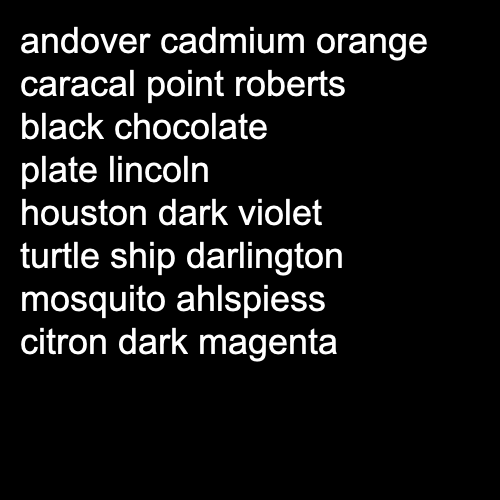 andover cadmium orange
caracal point roberts
black chocolate
plate lincoln
houston dark violet
turtle ship darlington
mosquito ahlspiess
citron dark magenta